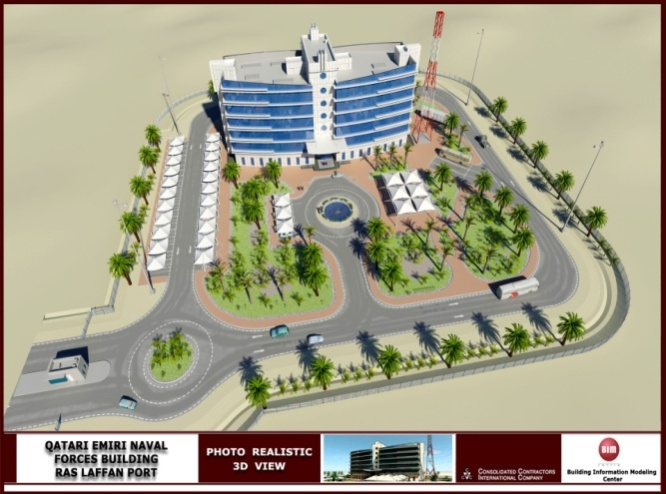 QATARI EMIRI NAVAL
FORCES BUILDING
RAS LAFFAN PORT
PHOTO REALISTIC
3D VIEW
CONSOLIDATED CONTRACTORS
INTERNATIONAL COMPANY
BIM
Building Information Modeling
Center